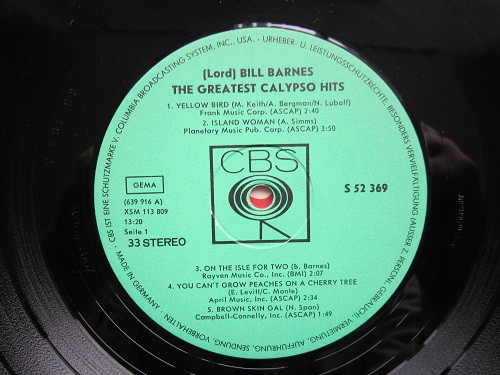 CBS IST EINE SCHUTZMARKE V. COLUMBIA BROADCASTING SYSTEM, INC., USA. - URHEBER- U. LEISTUNGSSCHUTZRECHTE, BESONDERS VERVIELFÄLTIGUNG (AUSSER Z. PERSÖNL. GEBRAUCH), VERMIETUNG, AUFFÜHRUNG, SENDUNG, VORBEHALTEN · MADE IN GERMANY ·
(Lord) BILL BARNES
THE GREATEST CALYPSO HITS
1. YELLOW BIRD (M. Keith/A. Bergman/N. Luboff)
Frank Music Corp. (ASCAP) 2:40
2. ISLAND WOMAN (A. Simms)
Planetary Music Pub. Corp. (ASCAP) 3:50
CBS
GEMA
(639 916 A)
XSM 113 809
13:20
Seite 1
33 STEREO
S 52 369
3. ON THE ISLE FOR TWO (b. Barnes)
Rayven Music Co., Inc. (BMI) 2:07
4. YOU CAN'T GROW PEACHES ON A CHERRY TREE
(E. Levitt/C. Monte)
April Music, Inc. (ASCAP) 2:34
5. BROWN SKIN GAL (N. Span)
Campbell-Connelly, Inc. (ASCAP) 1:49